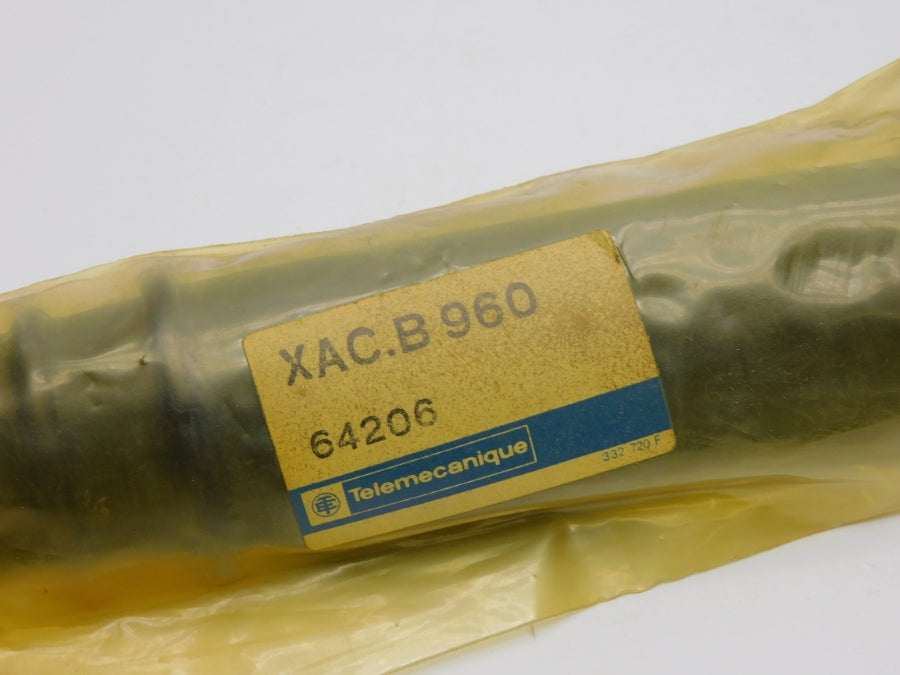 XAC.B 960
64206
Telemecanique
332 720 F